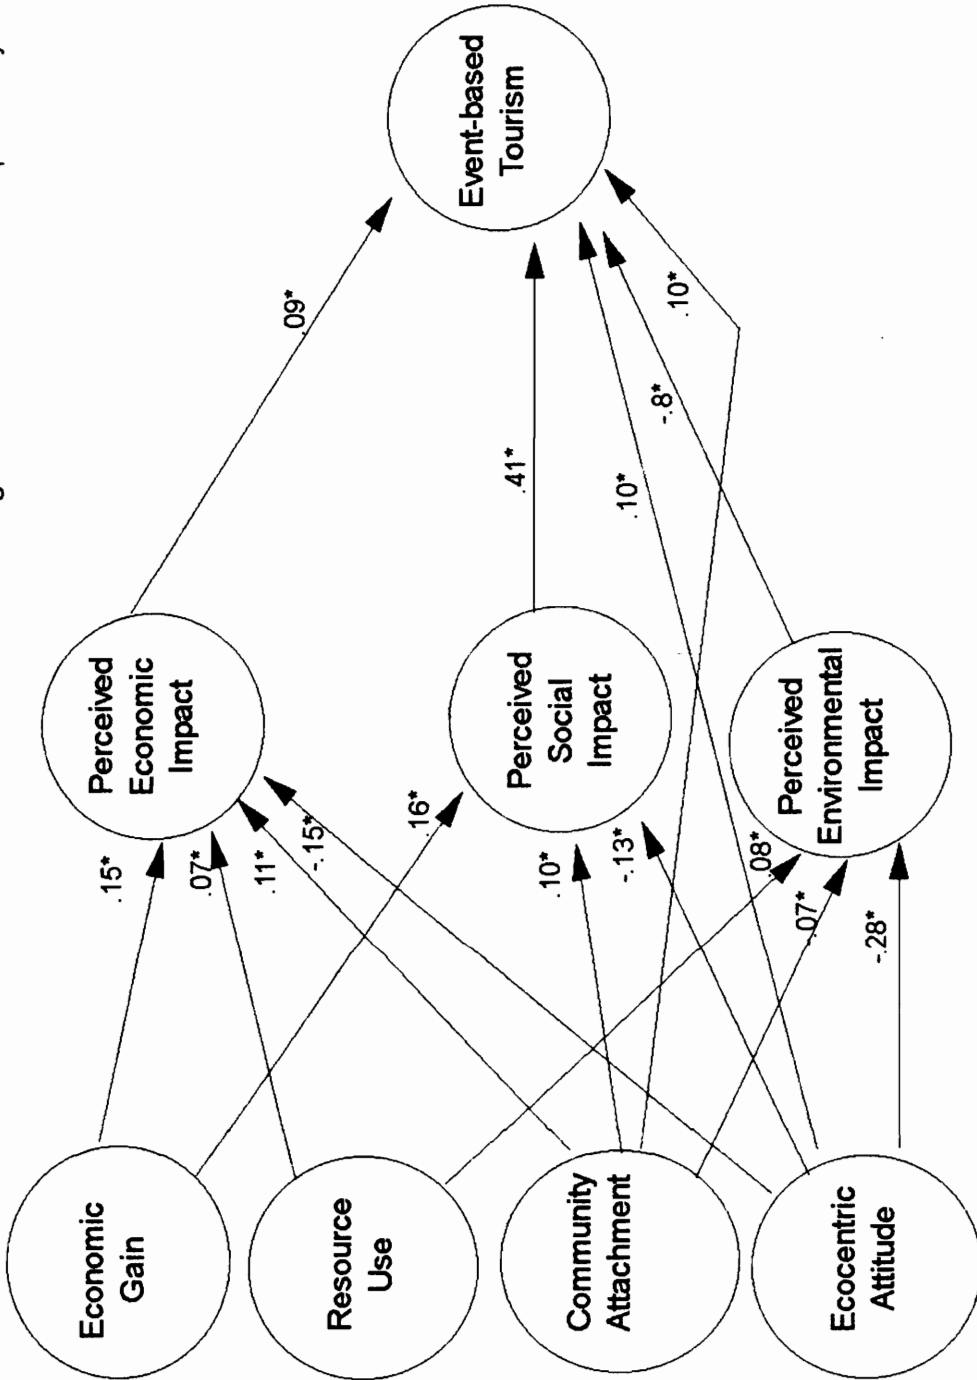 Economic
Gain
Resource
Use
Community
Attachment
Ecocentric
Attitude
.15*
.07*
.11*
-.15*
.16*
.10*
-.13*
.08*
.07*
-.28*
Perceived
Economic
Impact
Perceived
Social
Impact
Perceived
Environmental
Impact
.09*
.41*
.10*
-.8*
.10*
Event-based
Tourism